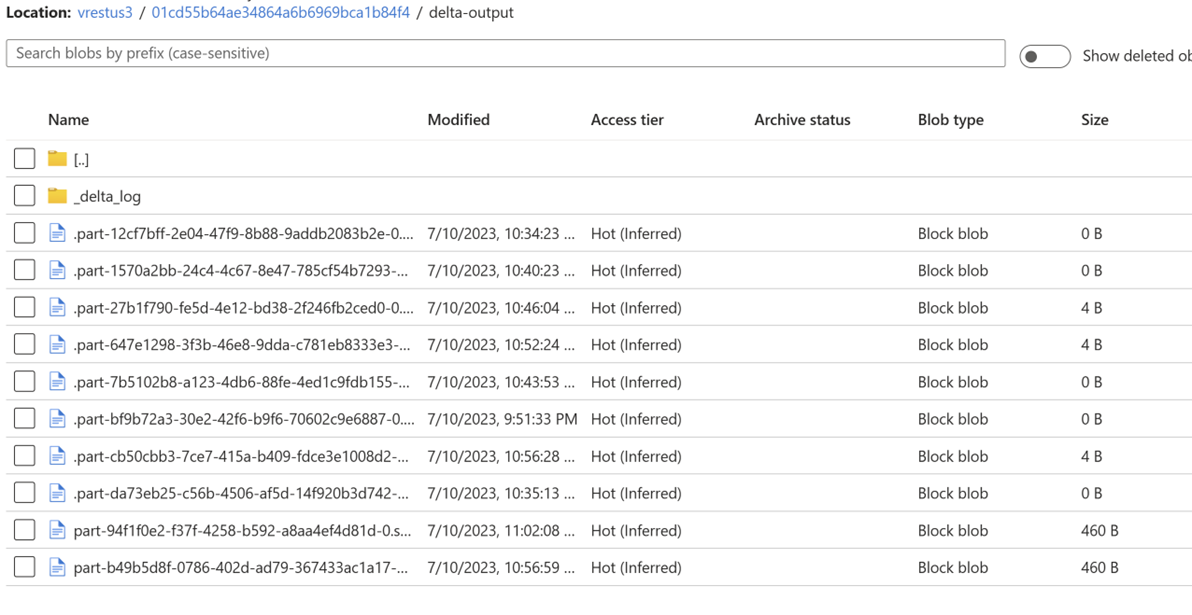 Location: vrestus3 / 01cd55b64ae34864a6b6969bca1b84f4 / delta-output
Search blobs by prefix (case-sensitive) Show deleted ob
Name Modified Access tier Archive status Blob type Size
[..]
_delta_log
.part-12cf7bff-2e04-47f9-8b88-9addb2083b2e-0.... 7/10/2023, 10:34:23 ... Hot (Inferred) Block blob 0 B
.part-1570a2bb-24c4-4c67-8e47-785cf54b7293-... 7/10/2023, 10:40:23 ... Hot (Inferred) Block blob 0 B
.part-27b1f790-fe5d-4e12-bd38-2f246fb2ced0-0.... 7/10/2023, 10:46:04 ... Hot (Inferred) Block blob 4 B
.part-647e1298-3f3b-46e8-9dda-c781eb8333e3-... 7/10/2023, 10:52:24 ... Hot (Inferred) Block blob 4 B
.part-7b5102b8-a123-4db6-88fe-4ed1c9fdb155-... 7/10/2023, 10:43:53 ... Hot (Inferred) Block blob 0 B
.part-bf9b72a3-30e2-42f6-b9f6-70602c9e6887-0.... 7/10/2023, 9:51:33 PM Hot (Inferred) Block blob 0 B
.part-cb50cbb3-7ce7-415a-b409-fdce3e1008d2-... 7/10/2023, 10:56:28 ... Hot (Inferred) Block blob 4 B
.part-da73eb25-c56b-4506-af5d-14f920b3d742-... 7/10/2023, 10:35:13 ... Hot (Inferred) Block blob 0 B
part-94f1f0e2-f37f-4258-b592-a8aa4ef4d81d-0.s... 7/10/2023, 11:02:08 ... Hot (Inferred) Block blob 460 B
part-b49b5d8f-0786-402d-ad79-367433ac1a17-... 7/10/2023, 10:56:59 ... Hot (Inferred) Block blob 460 B